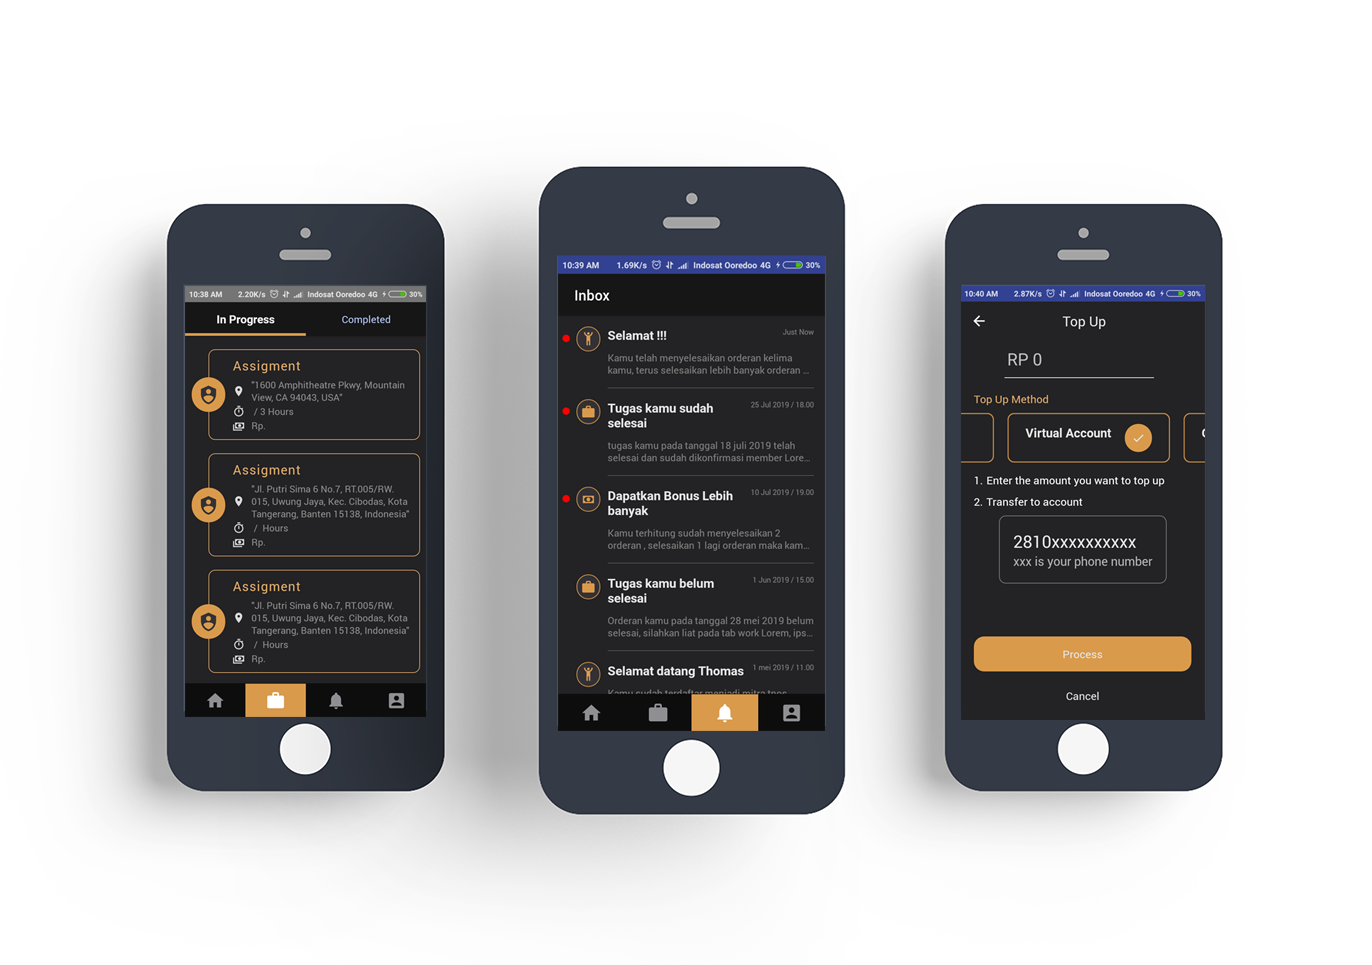 10:38 AM 2.20K/s Indosat Ooredoo 4G 30%
In Progress Completed
Assigment
"1600 Amphitheatre Pkwy, Mountain
View, CA 94043, USA"
/ 3 Hours
Rp.
Assigment
"Jl. Putri Sima 6 No.7, RT.005/RW.
015, Uwung Jaya, Kec. Cibodas, Kota
Tangerang, Banten 15138, Indonesia"
/ Hours
Rp.
Assigment
"Jl. Putri Sima 6 No.7, RT.005/RW.
015, Uwung Jaya, Kec. Cibodas, Kota
Tangerang, Banten 15138, Indonesia"
/ Hours
Rp.
10:39 AM 1.69K/s Indosat Ooredoo 4G 30%
Inbox
Selamat !!! Just Now
Kamu telah menyelesaikan orderan kelima
kamu, terus selesaikan lebih banyak orderan ...
Tugas kamu sudah 25 Jul 2019 / 18.00
selesai
tugas kamu pada tanggal 18 juli 2019 telah
selesai dan sudah dikonfirmasi member Lore...
Dapatkan Bonus Lebih 10 Jul 2019 / 19.00
banyak
Kamu terhitung sudah menyelesaikan 2
orderan , selesaikan 1 lagi orderan maka kam...
Tugas kamu belum 1 Jun 2019 / 15.00
selesai
Orderan kamu pada tanggal 28 mei 2019 belum
selesai, silahkan liat pada tab work Lorem, ips...
Selamat datang Thomas 1 mei 2019 / 11.00
Kamu sudah terdaftar menjadi mitra tnos
10:40 AM 2.87K/s Indosat Ooredoo 4G 30%
Top Up
RP 0
Top Up Method
Virtual Account
1. Enter the amount you want to top up
2. Transfer to account
2810xxxxxxxxxx
xxx is your phone number
Process
Cancel